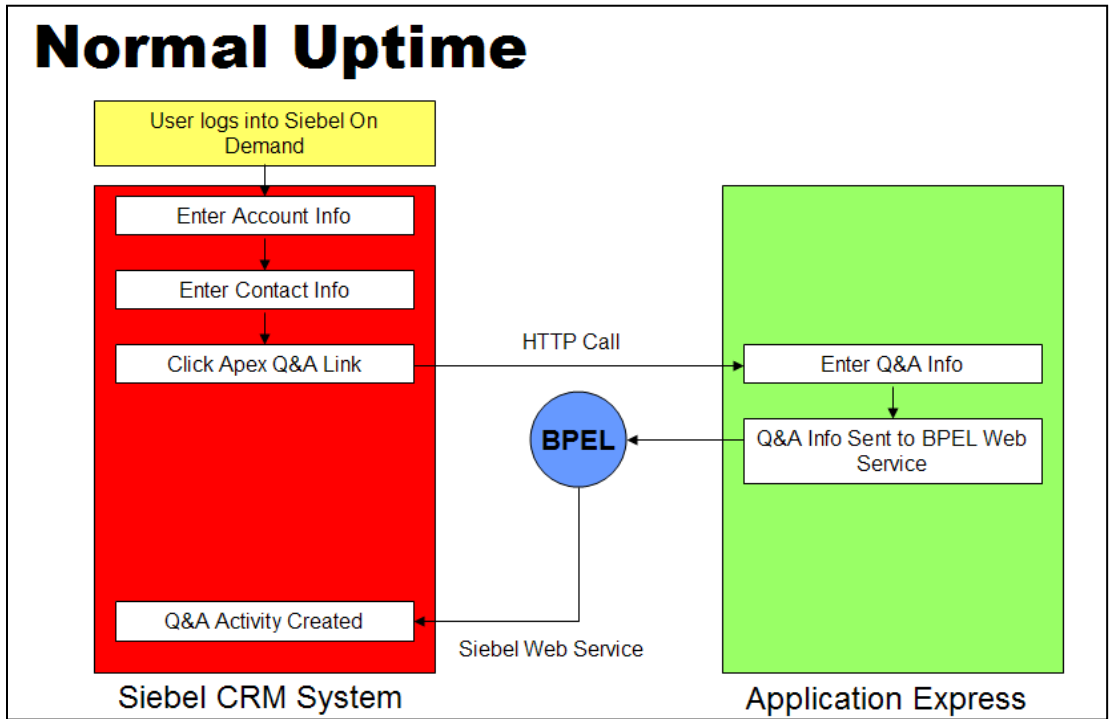 Normal Uptime
User logs into Siebel On
Demand
Enter Account Info
Enter Contact Info
Click Apex Q&A Link
HTTP Call
Enter Q&A Info
BPEL
Q&A Info Sent to BPEL Web
Service
Q&A Activity Created
Siebel Web Service
Siebel CRM System
Application Express